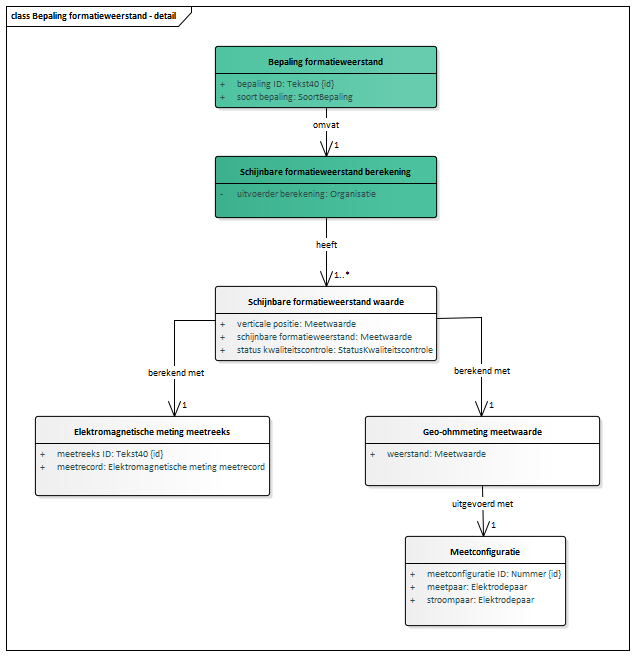 class Bepaling formatieweerstand - detail
Bepaling formatieweerstand
+ bepaling ID: Tekst40 {id}
+ soort bepaling: SoortBepaling
omvat
1
Schijnbare formatieweerstand berekening
- uitvoerder berekening: Organisatie
heeft
1..*
Schijnbare formatieweerstand waarde
+ verticale positie: Meetwaarde
+ schijnbare formatieweerstand: Meetwaarde
+ status kwaliteitscontrole: StatusKwaliteitscontrole
berekend met
1
berekend met
1
Elektromagnetische meting meetreeks
+ meetreeks ID: Tekst40 {id}
+ meetrecord: Elektromagnetische meting meetrecord
Geo-ohmmeting meetwaarde
+ weerstand: Meetwaarde
uitgevoerd met
1
Meetconfiguratie
+ meetconfiguratie ID: Nummer {id}
+ meetpaar: Elektrodepaar
+ stroompaar: Elektrodepaar